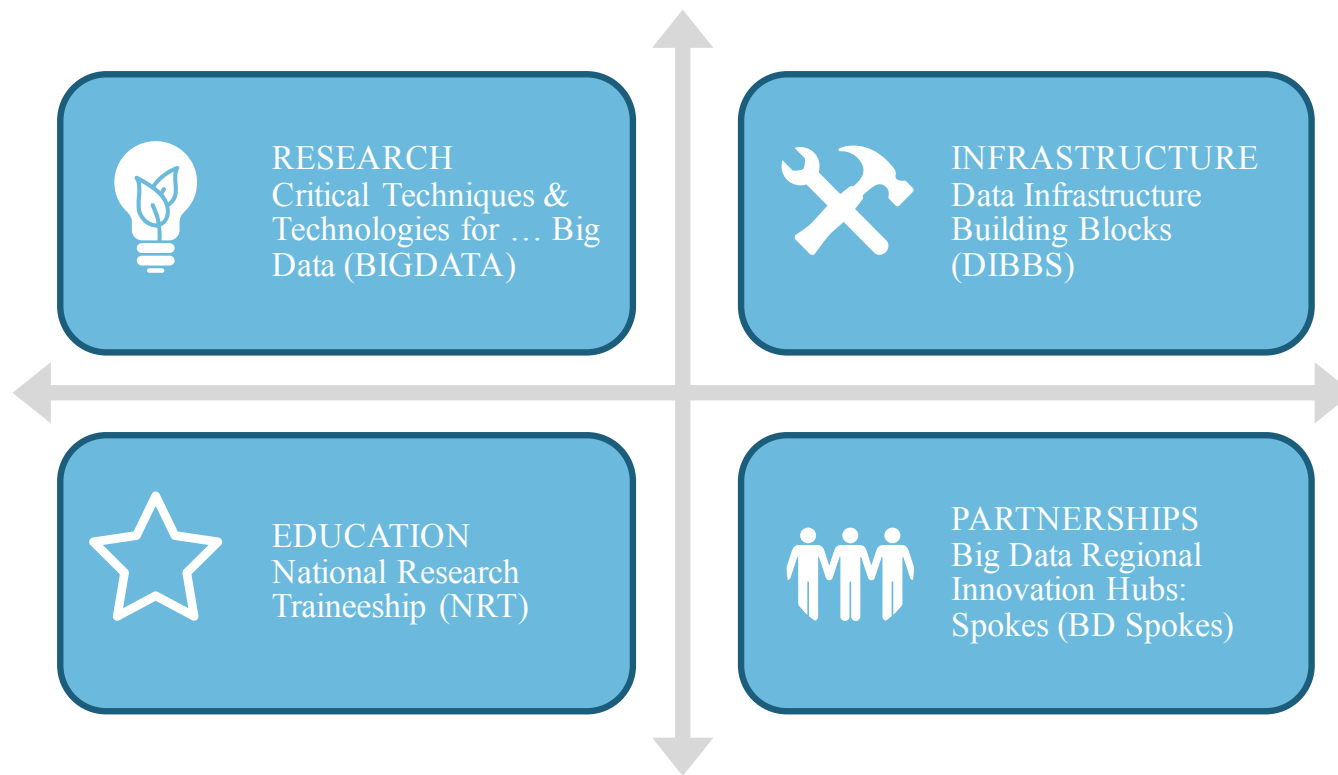 RESEARCH
Critical Techniques &
Technologies for … Big
Data (BIGDATA)
INFRASTRUCTURE
Data Infrastructure
Building Blocks
(DIBBS)
EDUCATION
National Research
Traineeship (NRT)
PARTNERSHIPS
Big Data Regional
Innovation Hubs:
Spokes (BD Spokes)